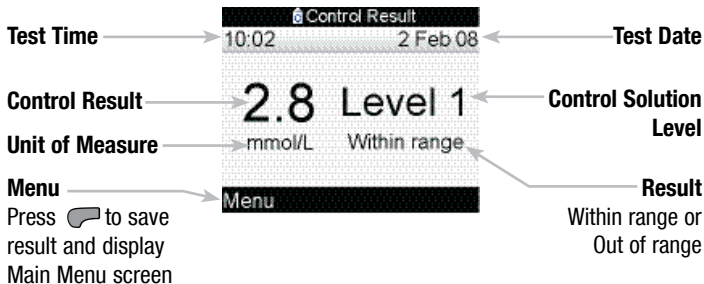 Control Result
Test Time
10:02
2 Feb 08
Test Date
Control Result
2.8
Level 1
Control Solution
Level
Unit of Measure
mmol/L
Within range
Menu
Press to save
result and display
Main Menu screen
Menu
Result
Within range or
Out of range